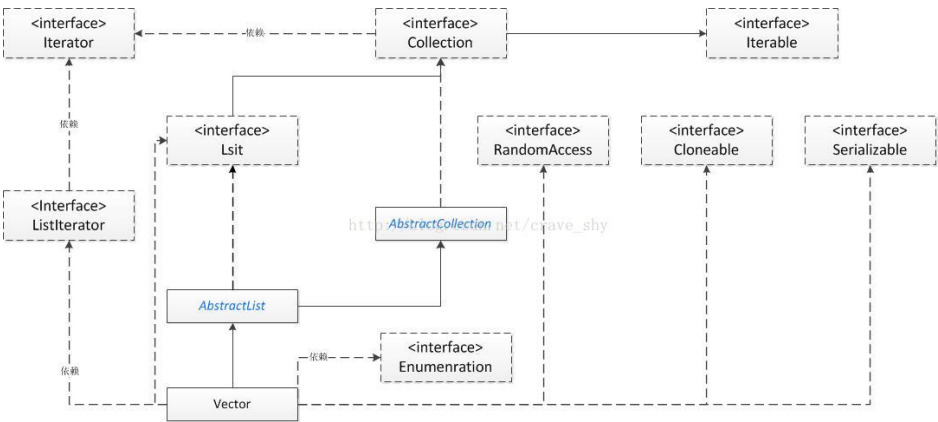 <interface>
Iterator
依赖
<interface>
Collection
<interface>
Iterable
依赖
<interface>
Lsit
<interface>
RandomAccess
<interface>
Cloneable
<interface>
Serializable
<Interface>
ListIterator
AbstractCollection
AbstractList
依赖
<interface>
Enumenration
依赖
Vector